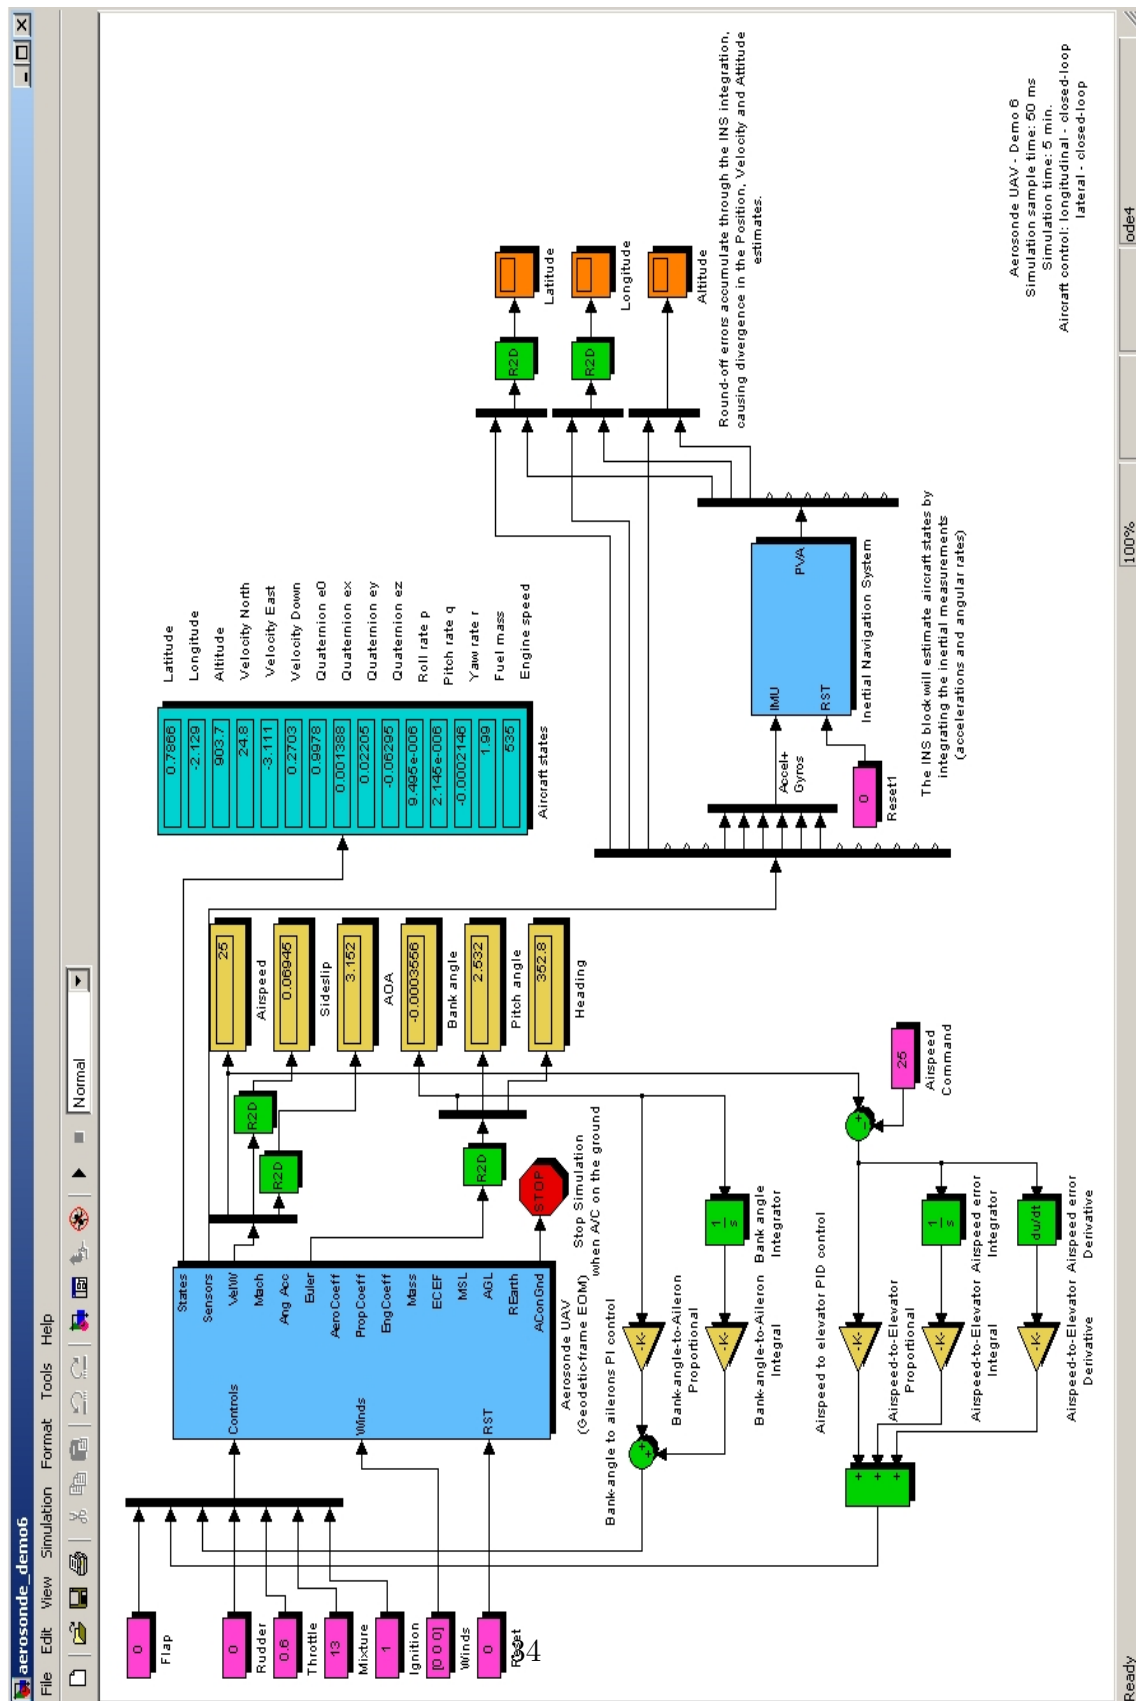 aerosonde_demo6
File Edit View Simulation Format Tools Help
Normal
0
Flap
0
Rudder
0.6
Throttle
13
Mixture
1
Ignition
[0 0 0]
Winds
0
Reset
34
Controls
Winds
RST
States
Sensors
VelW
Mach
Ang Acc
Euler
AeroCoeff
PropCoeff
EngCoeff
Mass
ECEF
MSL
AGL
REarth
AConGnd
Aerosonde UAV
(Geodetic-frame EOM)
R2D
R2D
R2D
STOP
Stop Simulation
when A/C on the ground
25
Airspeed
0.06945
Sideslip
3.152
AOA
-0.0003556
Bank angle
2.532
Pitch angle
352.8
Heading
0.7866
-2.129
903.7
24.8
-3.111
0.2703
0.9978
0.001388
0.02205
-0.06295
9.495e-006
2.145e-006
-0.0002146
1.99
535
Aircraft states
Latitude
Longitude
Altitude
Velocity North
Velocity East
Velocity Down
Quaternion e0
Quaternion ex
Quaternion ey
Quaternion ez
Roll rate p
Pitch rate q
Yaw rate r
Fuel mass
Engine speed
R2D
Latitude
R2D
Longitude
Altitude
Round-off errors accumulate through the INS integration,
causing divergence in the Position, Velocity and Attitude
estimates.
Bank-angle to ailerons PI control
-K-
Bank-angle-to-Aileron
Proportional
-K-
Bank-angle-to-Aileron
Integral
1
s
Bank angle
Integrator
+
+
Accel+
Gyros
0
Reset1
IMU
RST
PVA
Inertial Navigation System
The INS block will estimate aircraft states by
integrating the inertial measurements
(accelerations and angular rates)
Airspeed to elevator PID control
+
+
+
-K-
Airspeed-to-Elevator
Proportional
-K-
Airspeed-to-Elevator
Integral
-K-
Airspeed-to-Elevator
Derivative
1
s
Airspeed error
Integrator
du/dt
Airspeed error
Derivative
+
-
25
Airspeed
Command
Aerosonde UAV - Demo 6
Simulation sample time: 50 ms
Simulation time: 5 min.
Aircraft control: longitudinal - closed-loop
lateral - closed-loop
Ready
100%
ode4